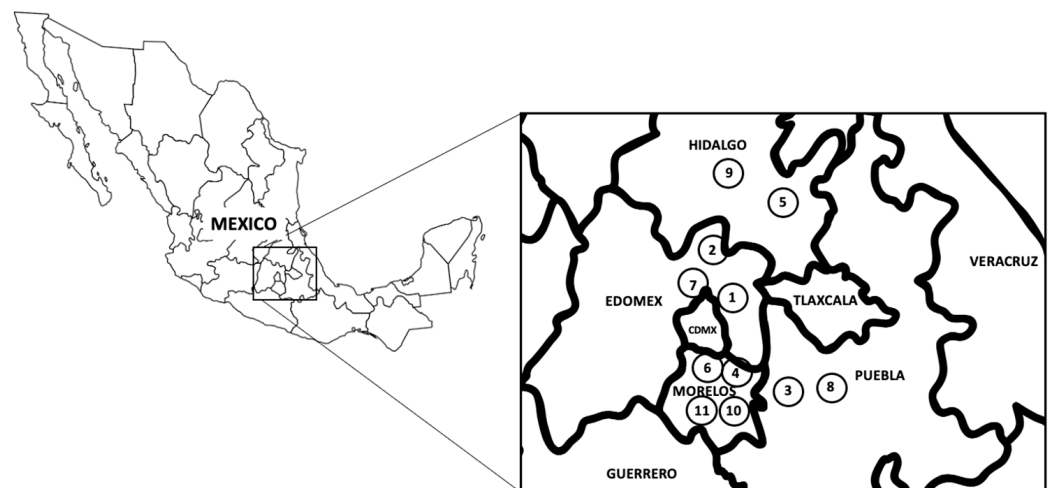 MEXICO
HIDALGO
9
5
2
VERACRUZ
7
1
EDOMEX
TLAXCALA
CDMX
6
4
MORELOS
3
8
PUEBLA
11
10
GUERRERO